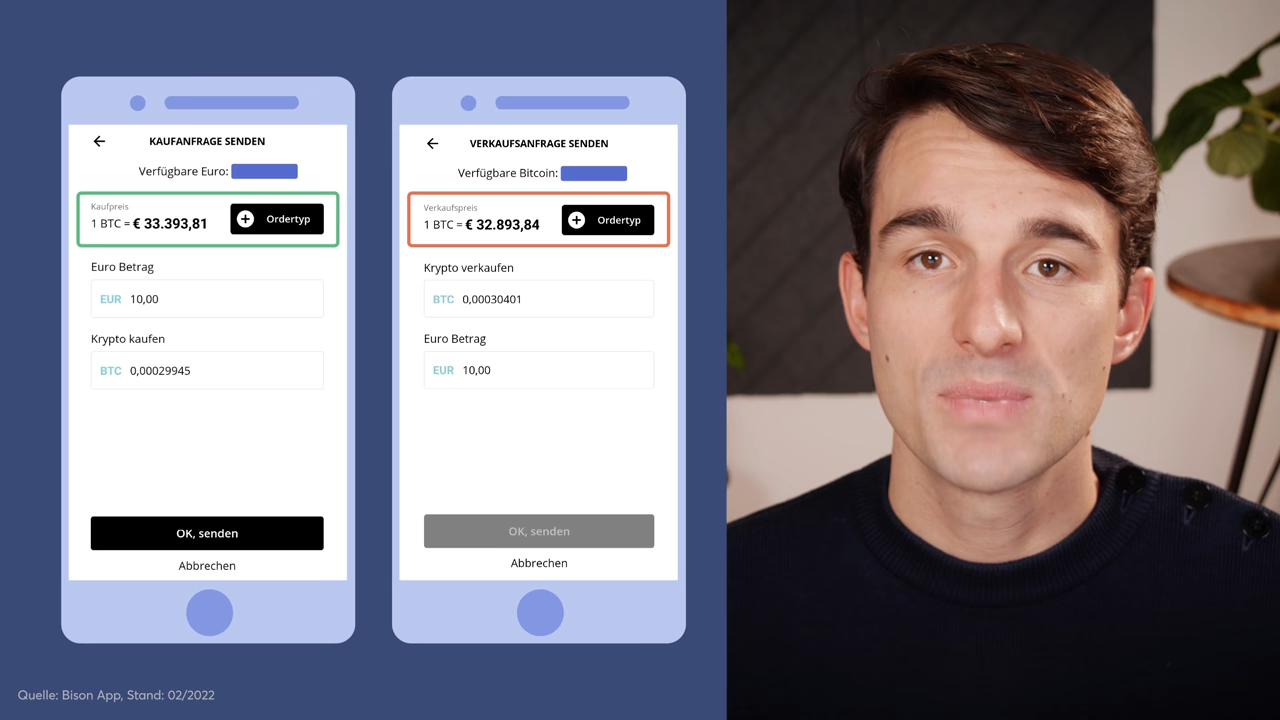 KAUFANFRAGE SENDEN
Verfügbare Euro:
Kaufpreis
1 BTC = € 33.393,81
Ordertyp
Euro Betrag
EUR 10,00
Krypto kaufen
BTC 0,00029945
OK, senden
Abbrechen
VERKAUFSANFRAGE SENDEN
Verfügbare Bitcoin:
Verkaufspreis
1 BTC = € 32.893,84
Ordertyp
Krypto verkaufen
BTC 0,00030401
Euro Betrag
EUR 10,00
OK, senden
Abbrechen
Quelle: Bison App, Stand: 02/2022